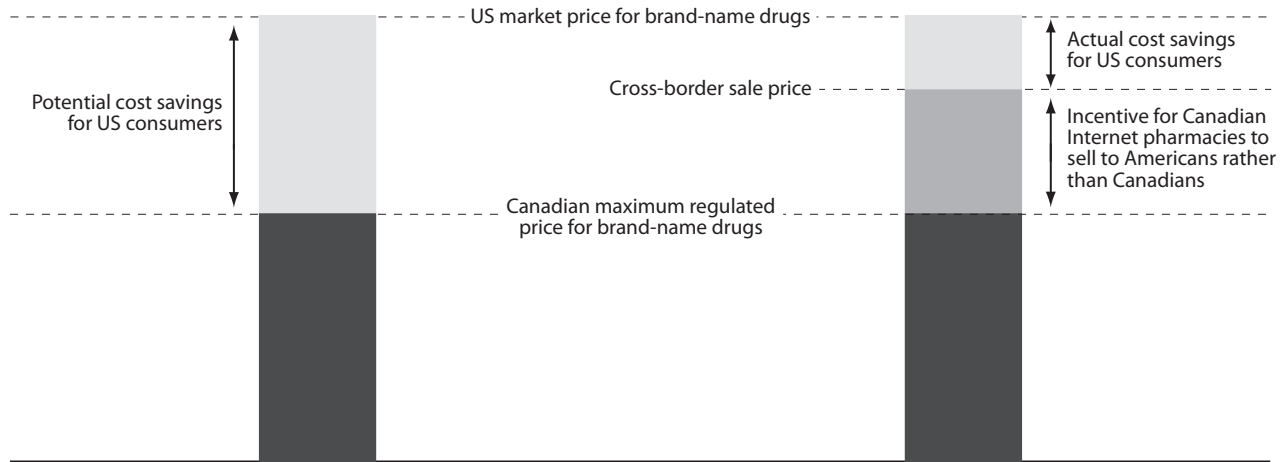 US market price for brand-name drugs
Potential cost savings
for US consumers
Actual cost savings
for US consumers
Cross-border sale price
Incentive for Canadian
Internet pharmacies to
sell to Americans rather
than Canadians
Canadian maximum regulated
price for brand-name drugs